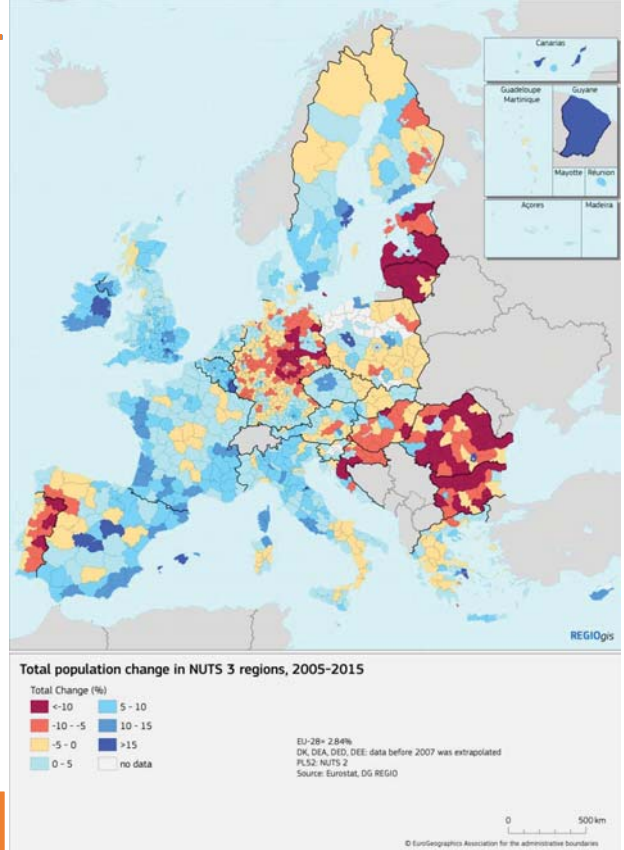 Canarias
Guadeloupe
Martinique
Guyane
Mayotte
Réunion
Açores
Madeira
REGIOgis
Total population change in NUTS 3 regions, 2005-2015
Total Change (%)
<-10
5 - 10
-10 - -5
10 - 15
-5 - 0
>15
0 - 5
no data
EU-28= 2.84%
DK, DEA, DED, DEE: data before 2007 was extrapolated
PL52: NUTS 2
Source: Eurostat, DG REGIO
0
500 km
© EuroGeographics Association for the administrative boundaries